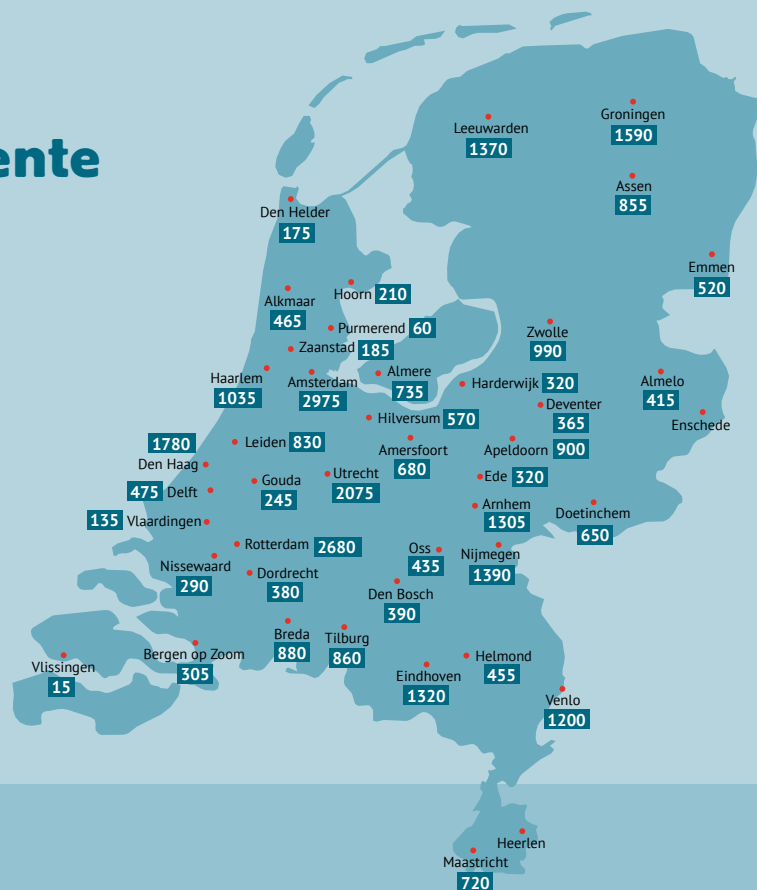 ente
Groningen
1590
Leeuwarden
1370
Assen
855
Den Helder
175
Emmen
520
Hoorn 210
Alkmaar
465
Purmerend 60
Zwolle
990
Zaanstad 185
Haarlem
1035
Amsterdam
2975
Almere
735
Harderwijk 320
Almelo
415
Deventer
365
Enschede
Hilversum 570
1780
Den Haag
Leiden 830
Amersfoort
680
Apeldoorn 900
Utrecht
2075
Gouda
245
Ede 320
475 Delft
Arnhem
1305
Doetinchem
650
135 Vlaardingen
Rotterdam 2680
Oss
435
Nijmegen
1390
Nissewaard
290
Dordrecht
380
Den Bosch
390
Breda
880
Tilburg
860
Bergen op Zoom
305
Vlissingen
15
Helmond
455
Eindhoven
1320
Venlo
1200
Heerlen
Maastricht
720